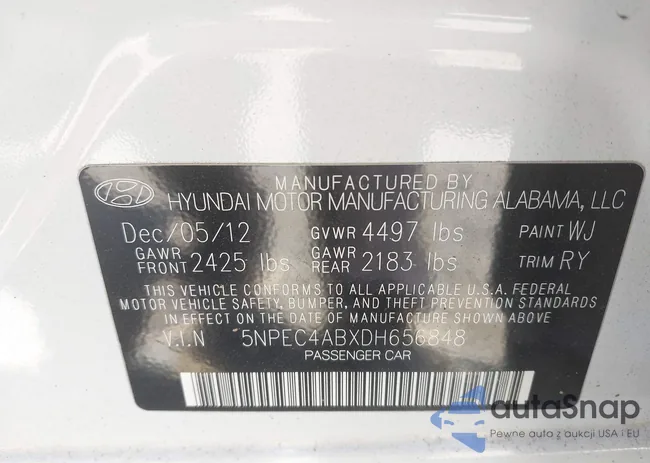 MANUFACTURED BY
HYUNDAI MOTOR MANUFACTURING ALABAMA, LLC
Dec/05/12 GVWR 4497 lbs PAINT WJ
GAWR FRONT 2425 lbs GAWR REAR 2183 lbs TRIM RY
THIS VEHICLE CONFORMS TO ALL APPLICABLE U.S.A. FEDERAL
MOTOR VEHICLE SAFETY, BUMPER, AND THEFT PREVENTION STANDARDS
IN EFFECT ON THE DATE OF MANUFACTURE SHOWN ABOVE.
V.I.N 5NPEC4ABXDH656848
PASSENGER CAR
autaSnap
Pewne auto z aukcji USA i EU